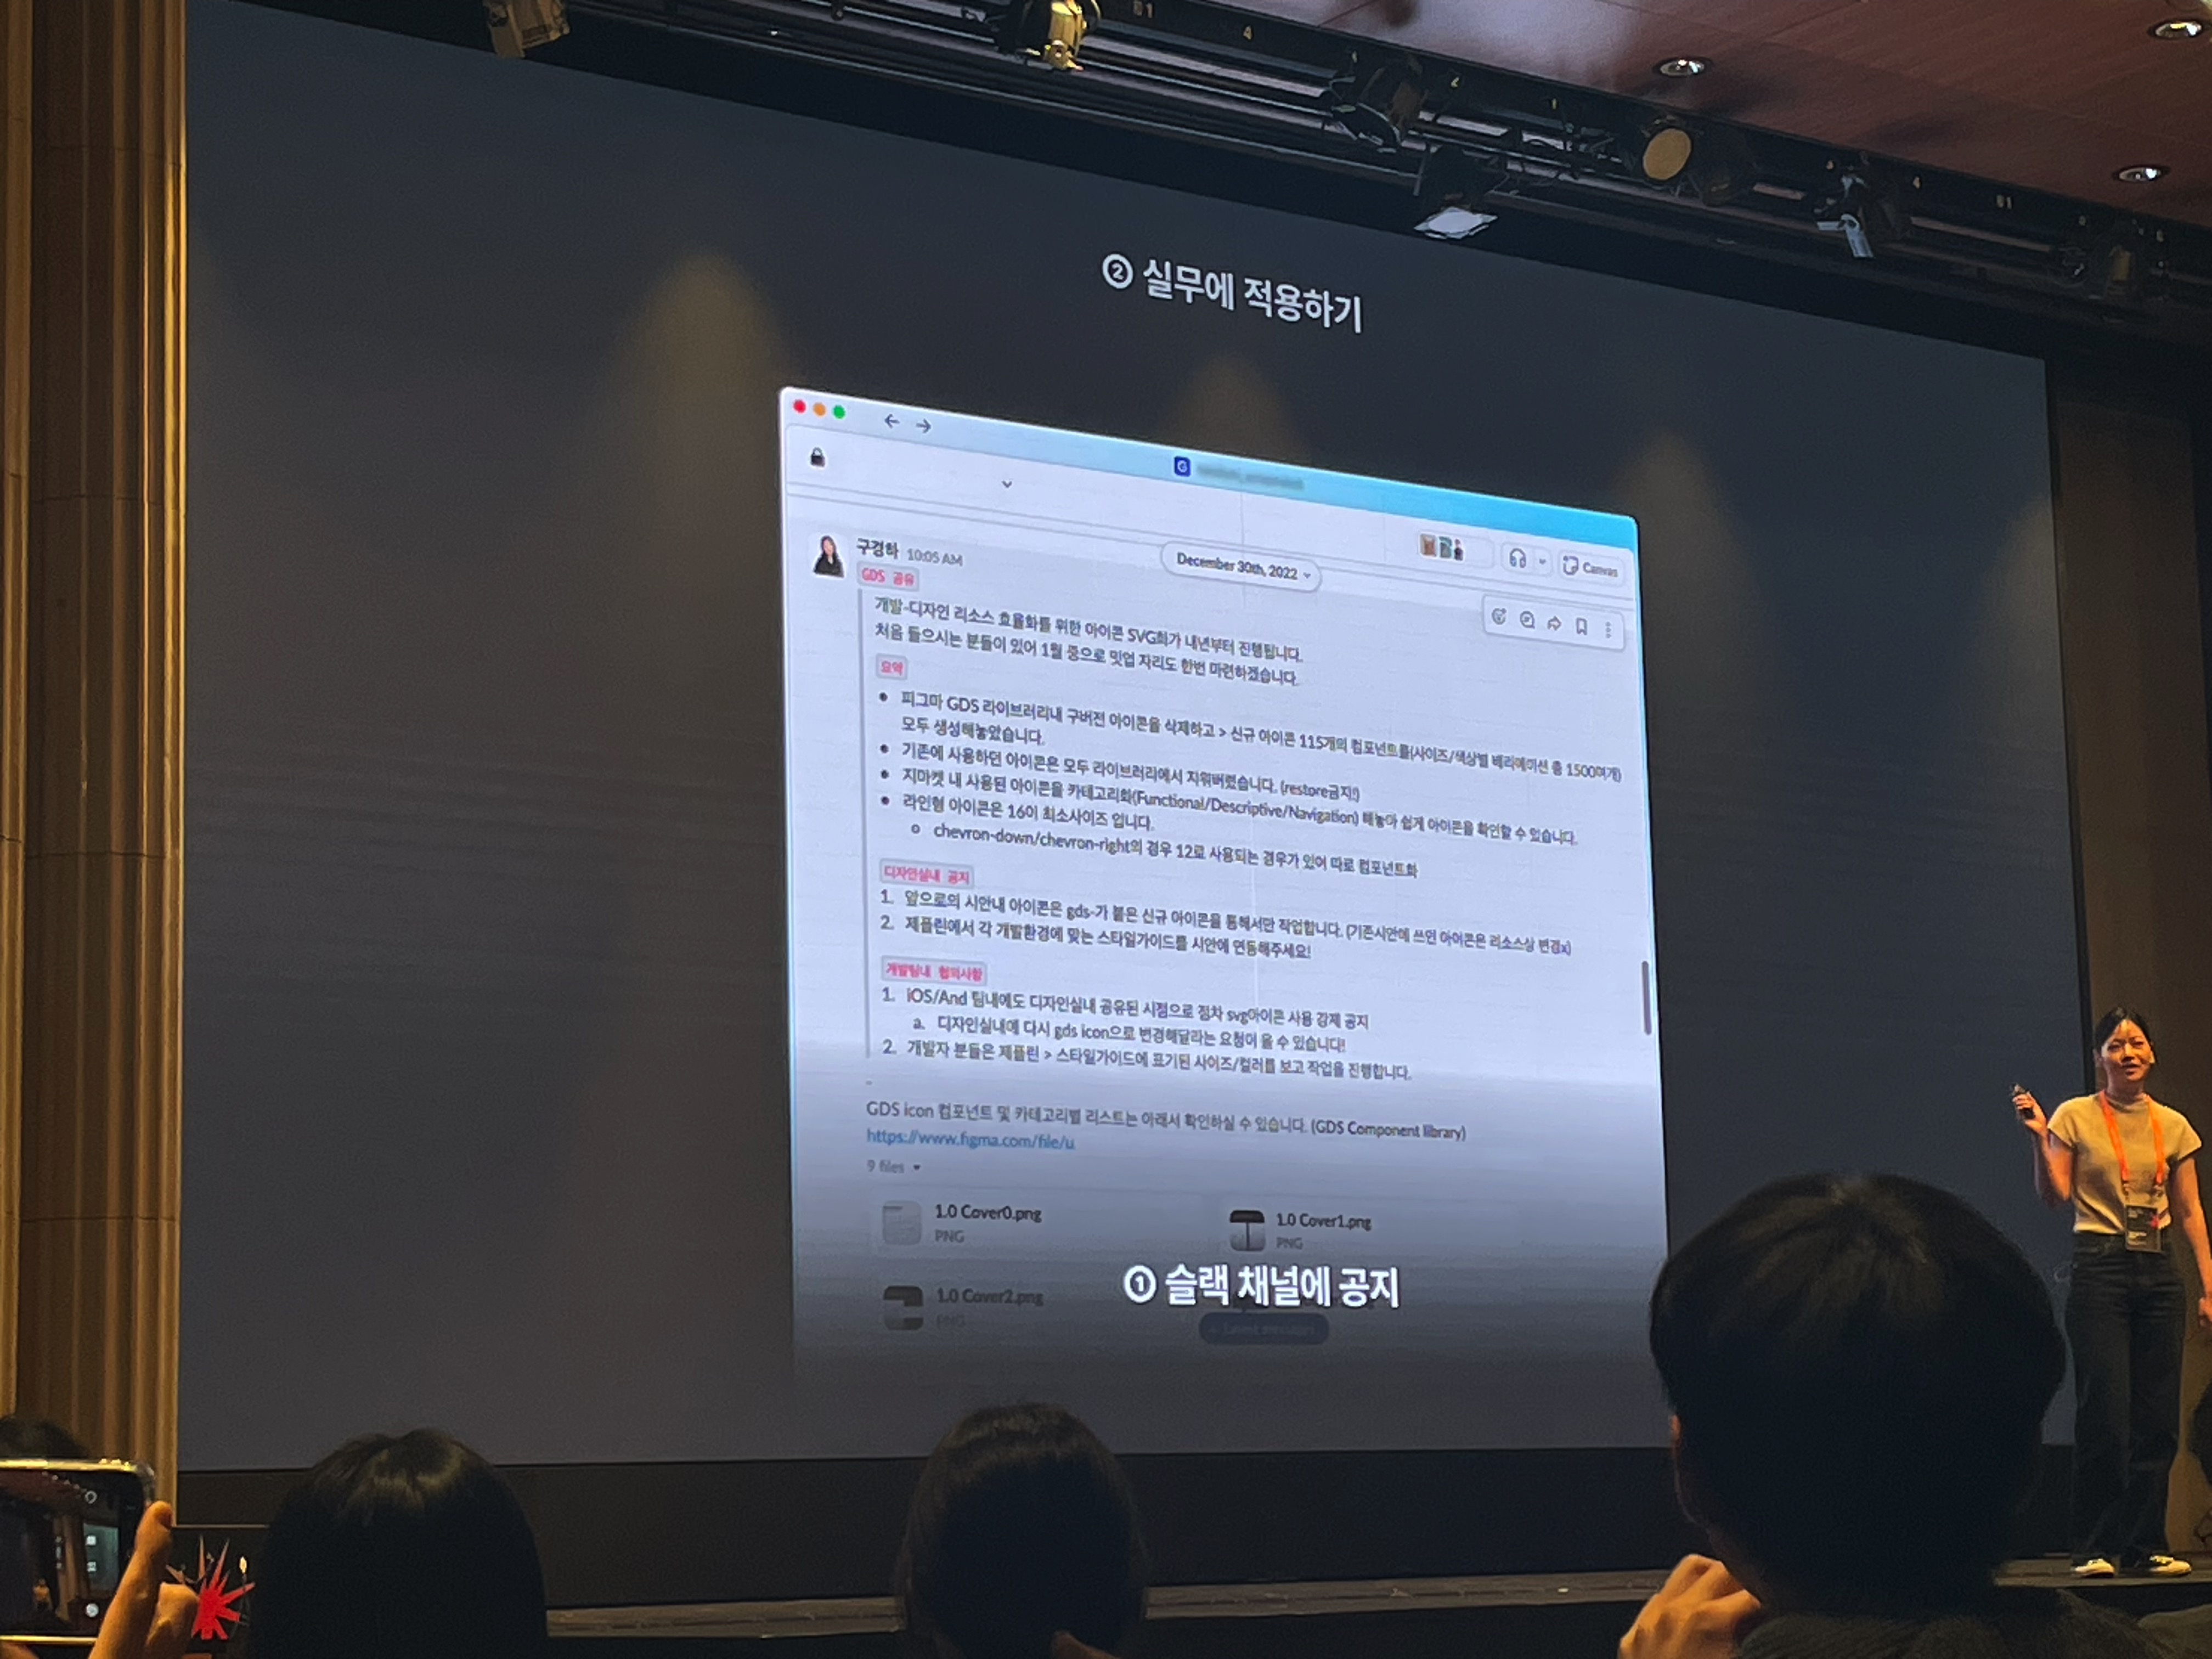 ② 실무에 적용하기
구경하 10:05 AM
December 30th, 2022
Canvas
GDS 공유
개발-디자인 리소스 효율화를 위한 아이콘 SVG화가 내년부터 진행됩니다.
처음 들으시는 분들이 있어 1월 중으로 밋업 자리도 한번 마련하겠습니다.
요약
• 피그마 GDS 라이브러리내 구버전 아이콘을 삭제하고 > 신규 아이콘 115개의 컴포넌트를(사이즈/색상별 베리에이션 총 1500여개)
모두 생성해놓았습니다.
• 기존에 사용하던 아이콘은 모두 라이브러리에서 지워버렸습니다. (restore금지!)
• 지마켓 내 사용된 아이콘을 카테고리화(Functional/Descriptive/Navigation) 해놓아 쉽게 아이콘을 확인할 수 있습니다.
• 라인형 아이콘은 16이 최소사이즈 입니다.
○ chevron-down/chevron-right의 경우 12로 사용되는 경우가 있어 따로 컴포넌트화
디자인실내 공지
1. 앞으로의 시안내 아이콘은 gds-가 붙은 신규 아이콘을 통해서만 작업합니다. (기존시안에 쓰인 아이콘은 리소스상 변경x)
2. 제플린에서 각 개발환경에 맞는 스타일가이드를 시안에 연동해주세요!
개발팀내 협의사항
1. iOS/And 팀내에도 디자인실내 공유된 시점으로 점차 svg아이콘 사용 강제 공지
a. 디자인실내에 다시 gds icon으로 변경해달라는 요청이 올 수 있습니다!
2. 개발자 분들은 제플린 > 스타일가이드에 표기된 사이즈/컬러를 보고 작업을 진행합니다.
-
GDS icon 컴포넌트 및 카테고리별 리스트는 아래서 확인하실 수 있습니다. (GDS Component library)
https://www.figma.com/file/u
9 files
1.0 Cover0.png
PNG
1.0 Cover1.png
PNG
1.0 Cover2.png
PNG
① 슬랙 채널에 공지